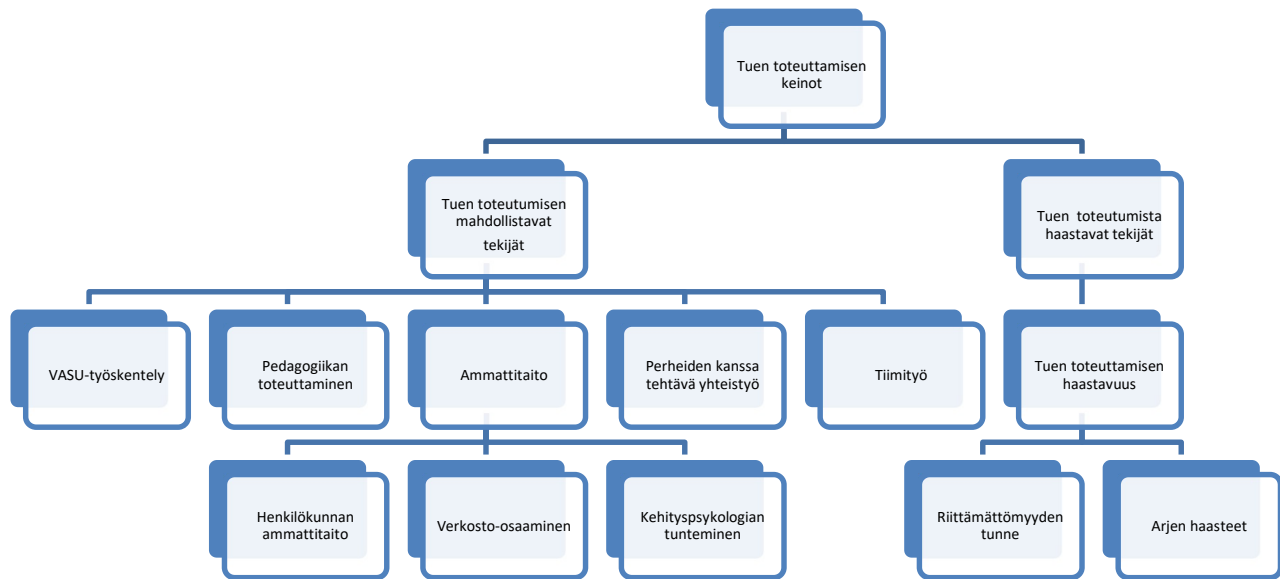 Tuen toteuttamisen
keinot
Tuen toteutumisen
mahdollistavat
tekijät
Tuen toteutumista
haastavat tekijät
VASU-työskentely
Pedagogiikan
toteuttaminen
Ammattitaito
Perheiden kanssa
tehtävä yhteistyö
Tiimityö
Tuen toteuttamisen
haastavuus
Henkilökunnan
ammattitaito
Verkosto-osaaminen
Kehityspsykologian
tunteminen
Riittämättömyyden
tunne
Arjen haasteet